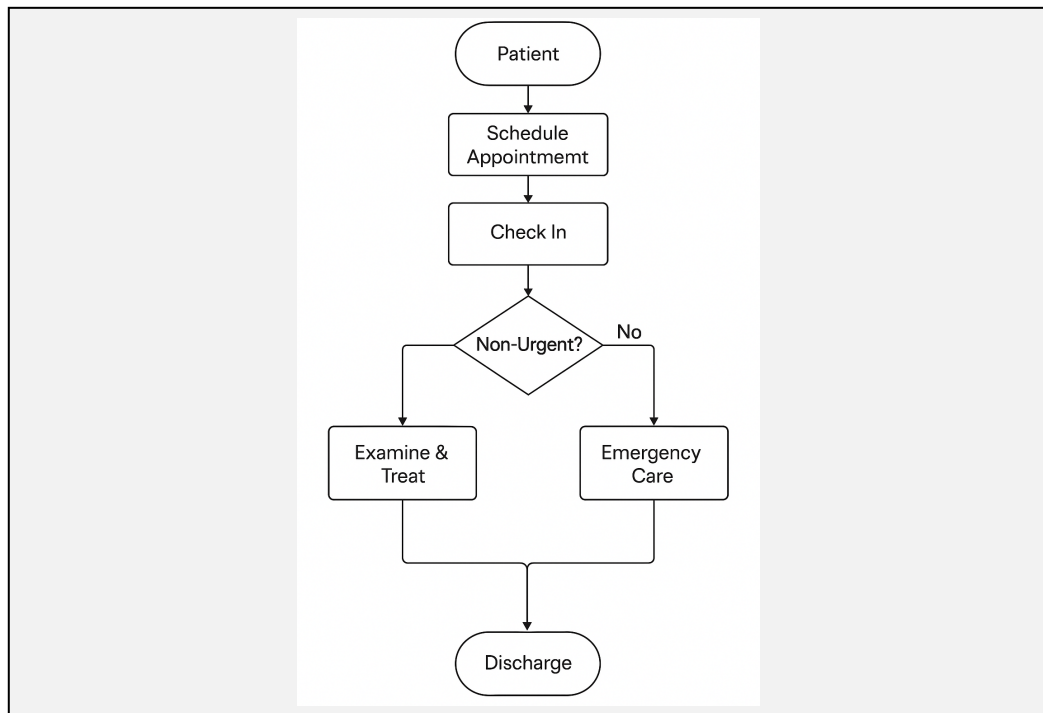 Patient
Schedule
Appointmemt
Check In
Non-Urgent?
No
Examine &
Treat
Emergency
Care
Discharge